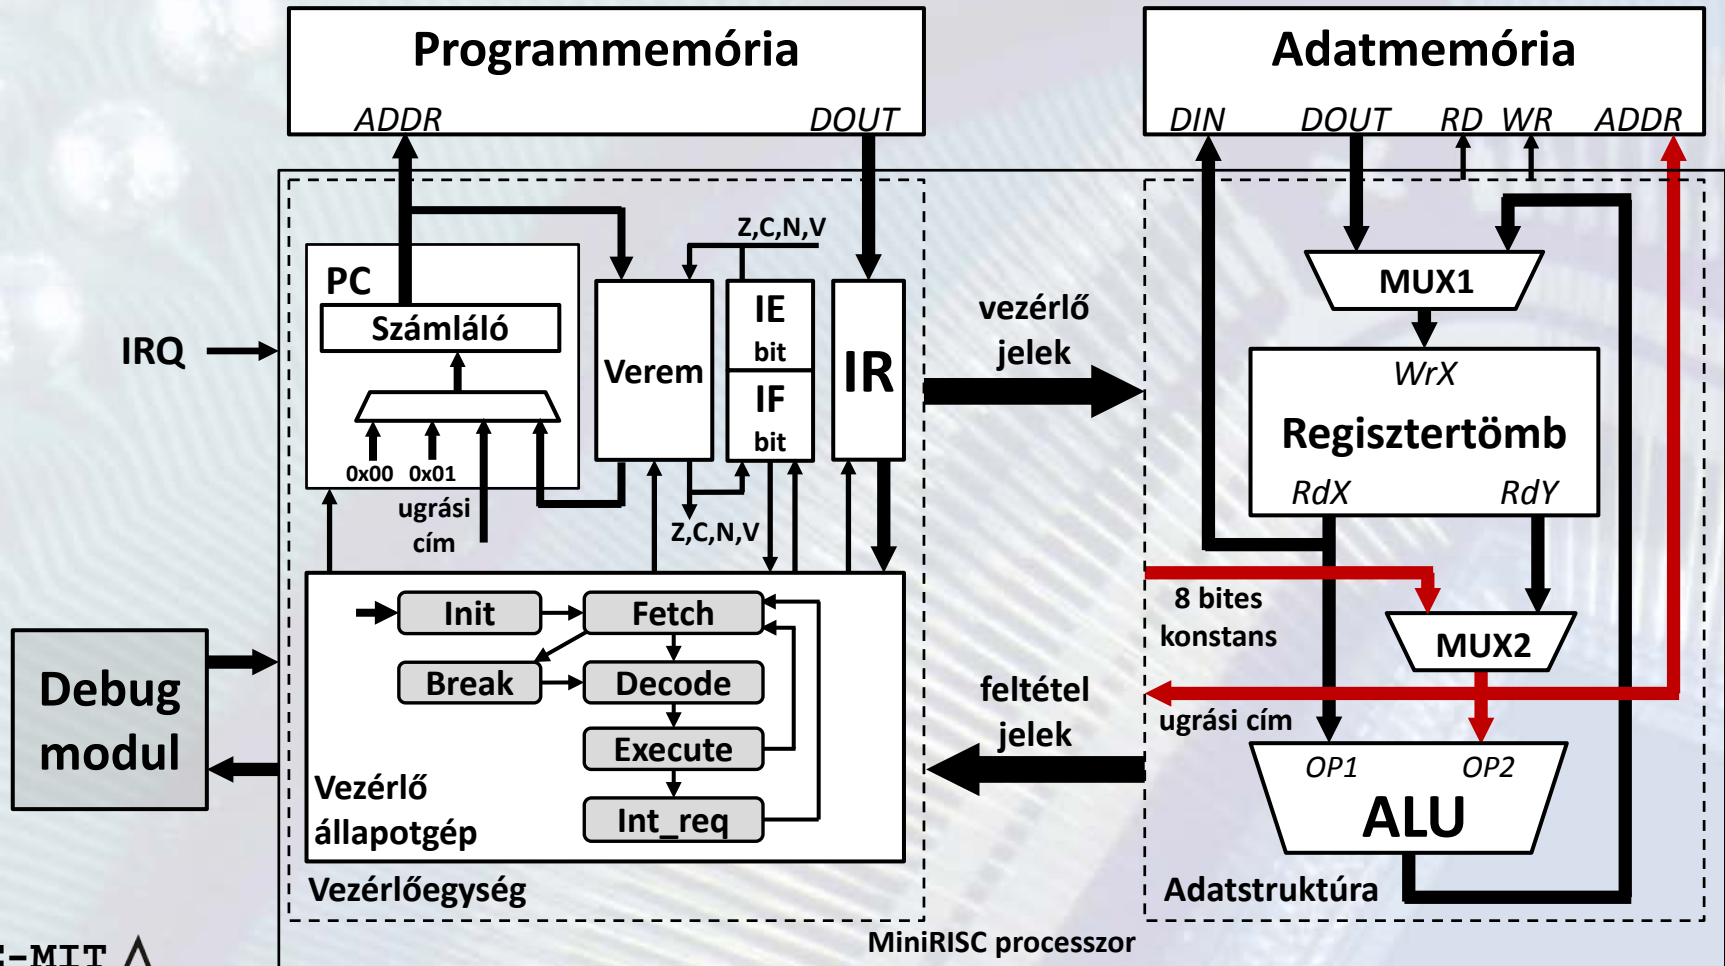 Programmemória
ADDR
DOUT
Adatmemória
DIN
DOUT
RD
WR
ADDR
Z,C,N,V
PC
Számláló
0x00
0x01
ugrási
cím
Verem
IE
bit
IF
bit
IR
Z,C,N,V
IRQ
vezérlő
jelek
feltétel
jelek
MUX1
WrX
Regisztertömb
RdX
RdY
8 bites
konstans
MUX2
ugrási cím
OP1
OP2
ALU
Adatstruktúra
Init
Fetch
Break
Decode
Execute
Int_req
Vezérlő
állapotgép
Vezérlőegység
Debug
modul
MiniRISC processzor
-MIT